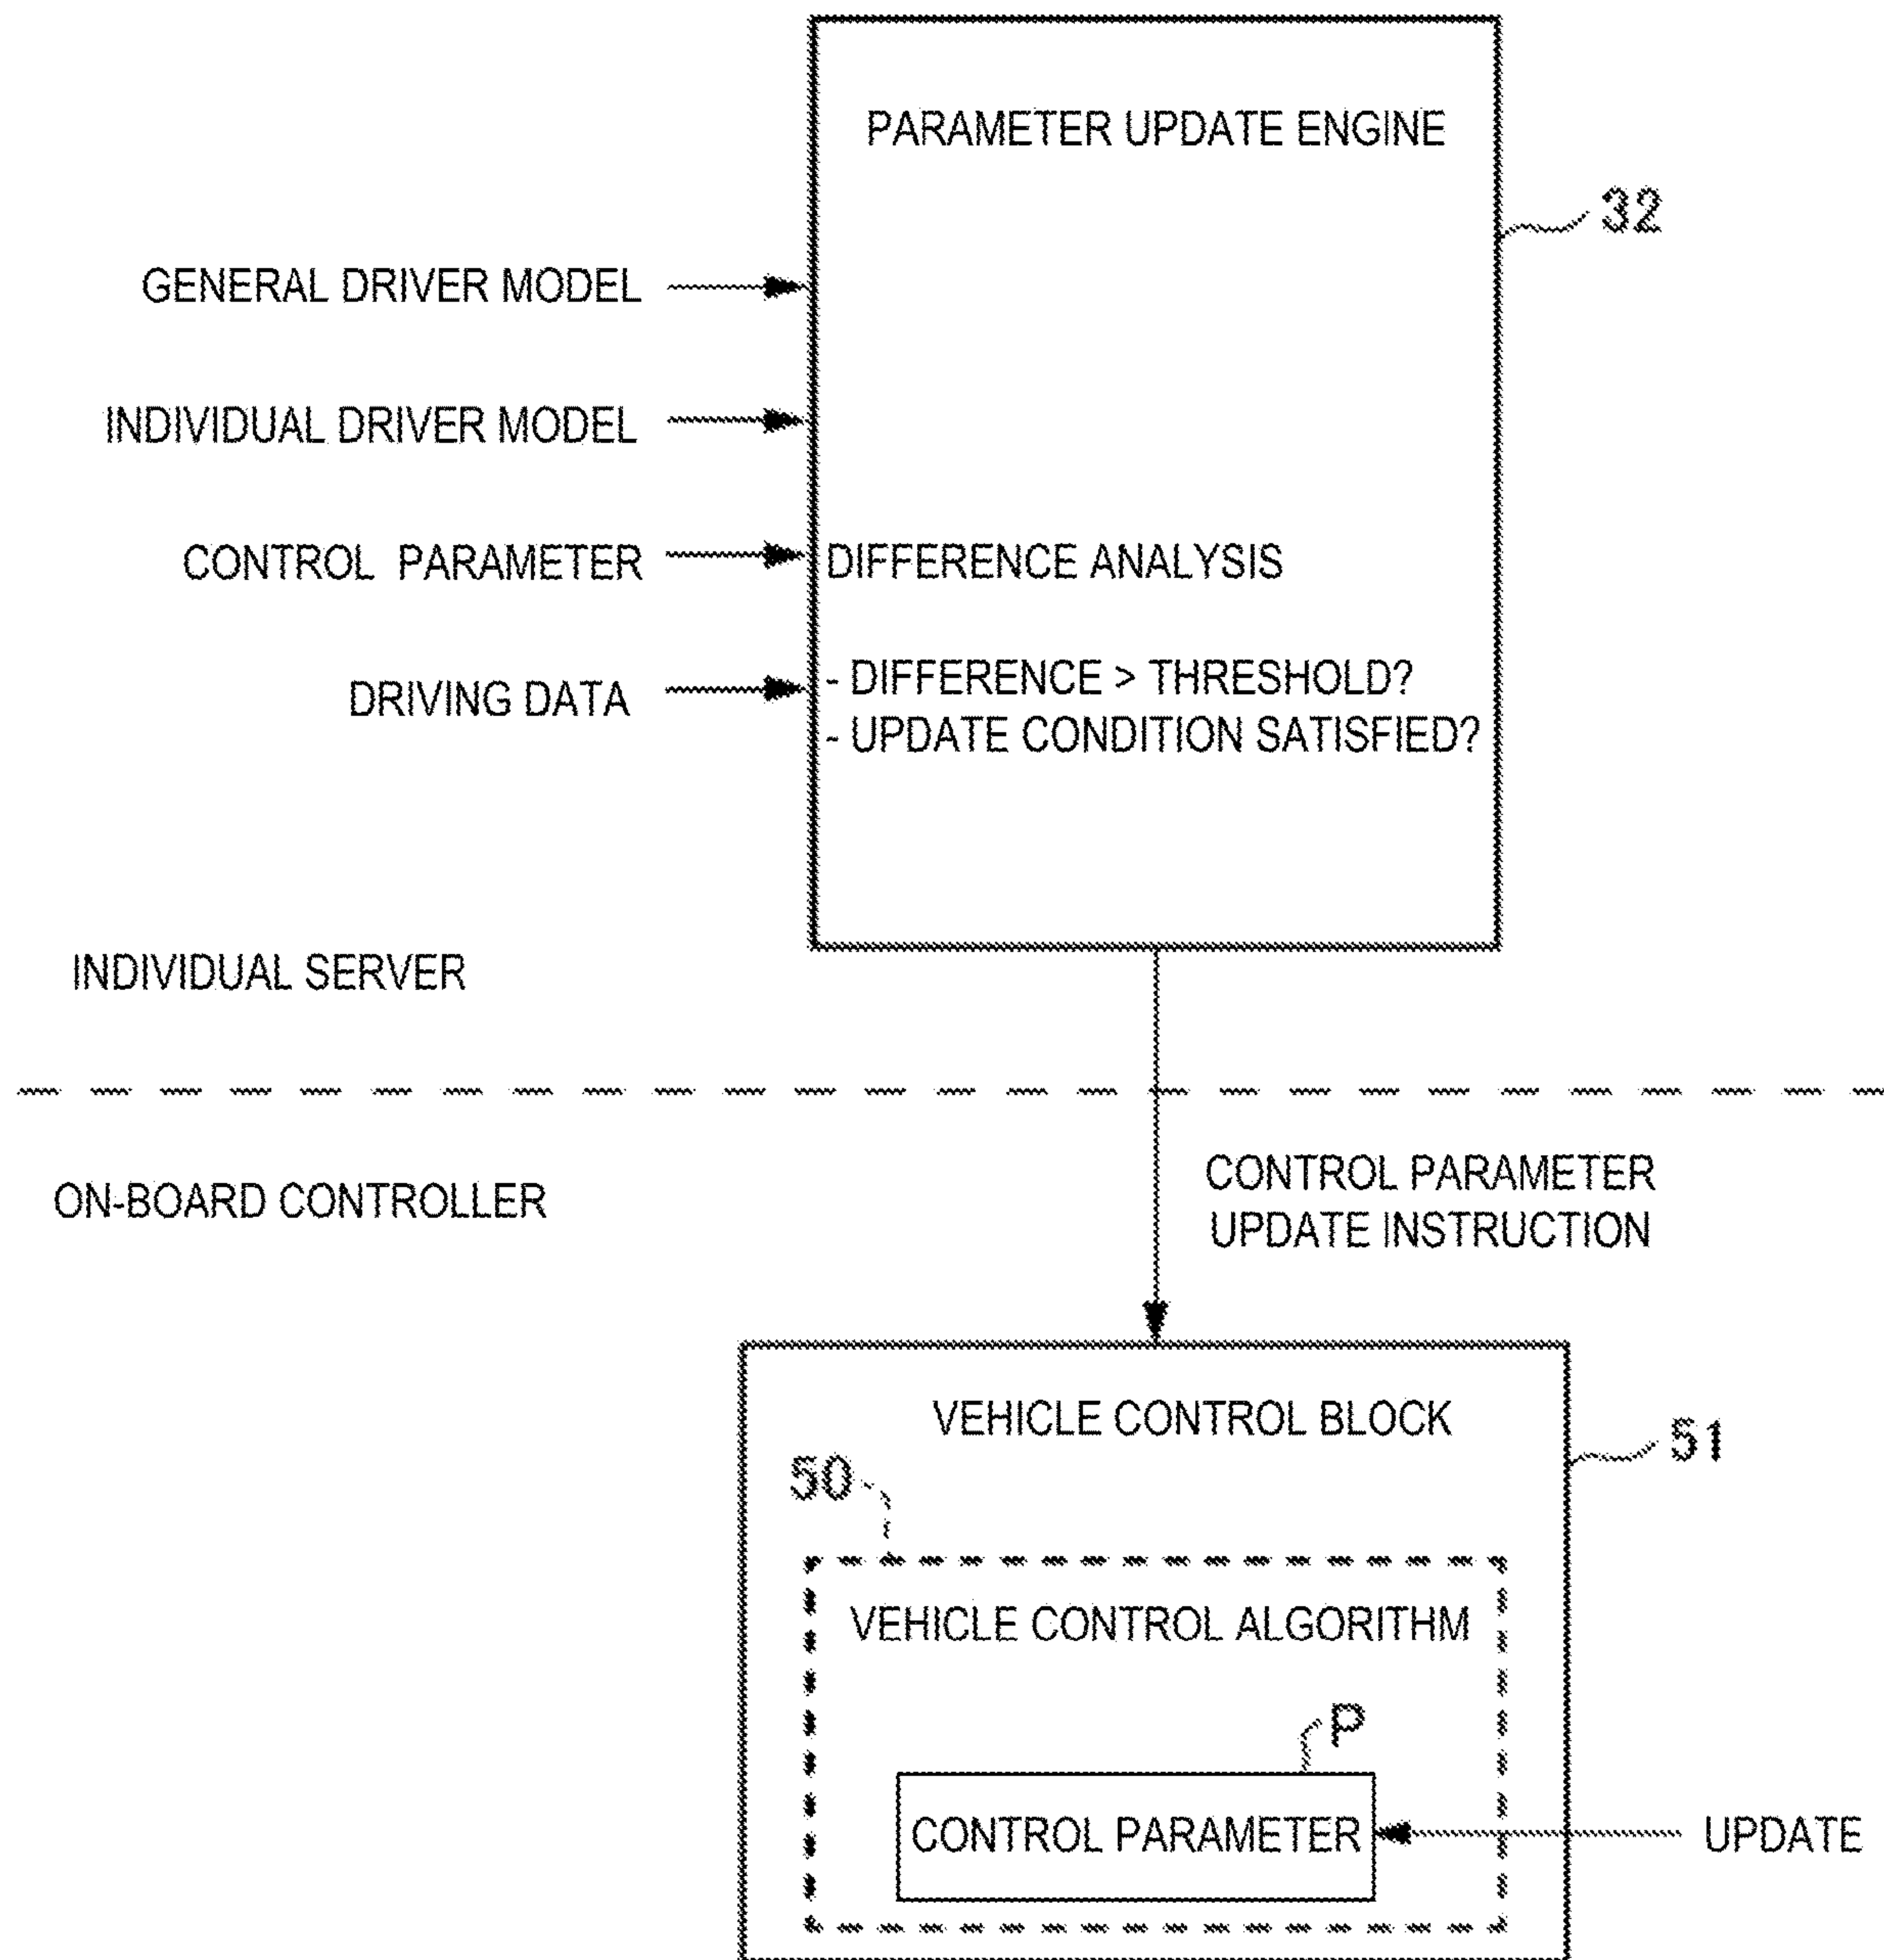 PARAMETER UPDATE ENGINE
32
GENERAL DRIVER MODEL
INDIVIDUAL DRIVER MODEL
CONTROL PARAMETER
DIFFERENCE ANALYSIS
DRIVING DATA
- DIFFERENCE > THRESHOLD?
- UPDATE CONDITION SATISFIED?
INDIVIDUAL SERVER
ON-BOARD CONTROLLER
CONTROL PARAMETER
UPDATE INSTRUCTION
VEHICLE CONTROL BLOCK
51
50
VEHICLE CONTROL ALGORITHM
P
CONTROL PARAMETER
UPDATE